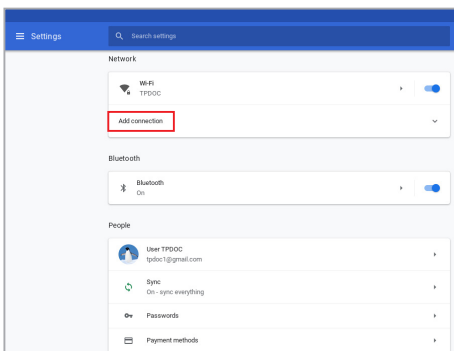 Settings
Search settings
Network
Wi-Fi
TPDOC
Add connection
Bluetooth
Bluetooth
On
People
User TPDOC
tpdoc1@gmail.com
Sync
On - sync everything
Passwords
Payment methods